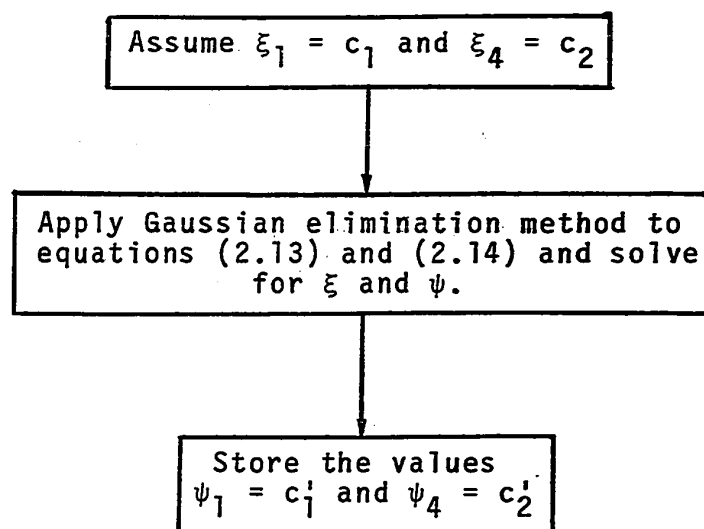 Assume ξ₁ = c₁ and ξ₄ = c₂
Apply Gaussian elimination method to
equations (2.13) and (2.14) and solve
for ξ and ψ.
Store the values
ψ₁ = c₁' and ψ₄ = c₂'